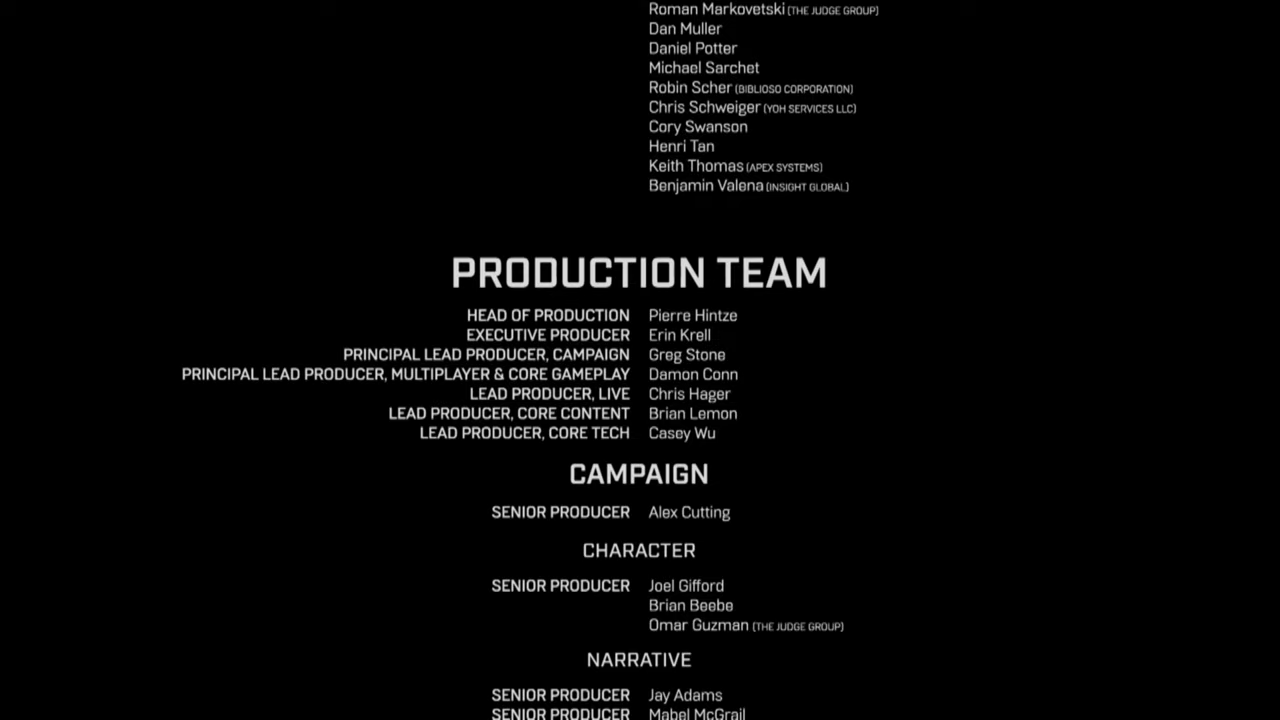 Roman Markovetski (THE JUDGE GROUP)
Dan Muller
Daniel Potter
Michael Sarchet
Robin Scher (BIBLIOSO CORPORATION)
Chris Schweiger (YOH SERVICES LLC)
Cory Swanson
Henri Tan
Keith Thomas (APEX SYSTEMS)
Benjamin Valena (INSIGHT GLOBAL)
PRODUCTION TEAM
HEAD OF PRODUCTION Pierre Hintze
EXECUTIVE PRODUCER Erin Krell
PRINCIPAL LEAD PRODUCER, CAMPAIGN Greg Stone
PRINCIPAL LEAD PRODUCER, MULTIPLAYER & CORE GAMEPLAY Damon Conn
LEAD PRODUCER, LIVE Chris Hager
LEAD PRODUCER, CORE CONTENT Brian Lemon
LEAD PRODUCER, CORE TECH Casey Wu
CAMPAIGN
SENIOR PRODUCER Alex Cutting
CHARACTER
SENIOR PRODUCER Joel Gifford
Brian Beebe
Omar Guzman (THE JUDGE GROUP)
NARRATIVE
SENIOR PRODUCER Jay Adams
SENIOR PRODUCER Mabel McGrail